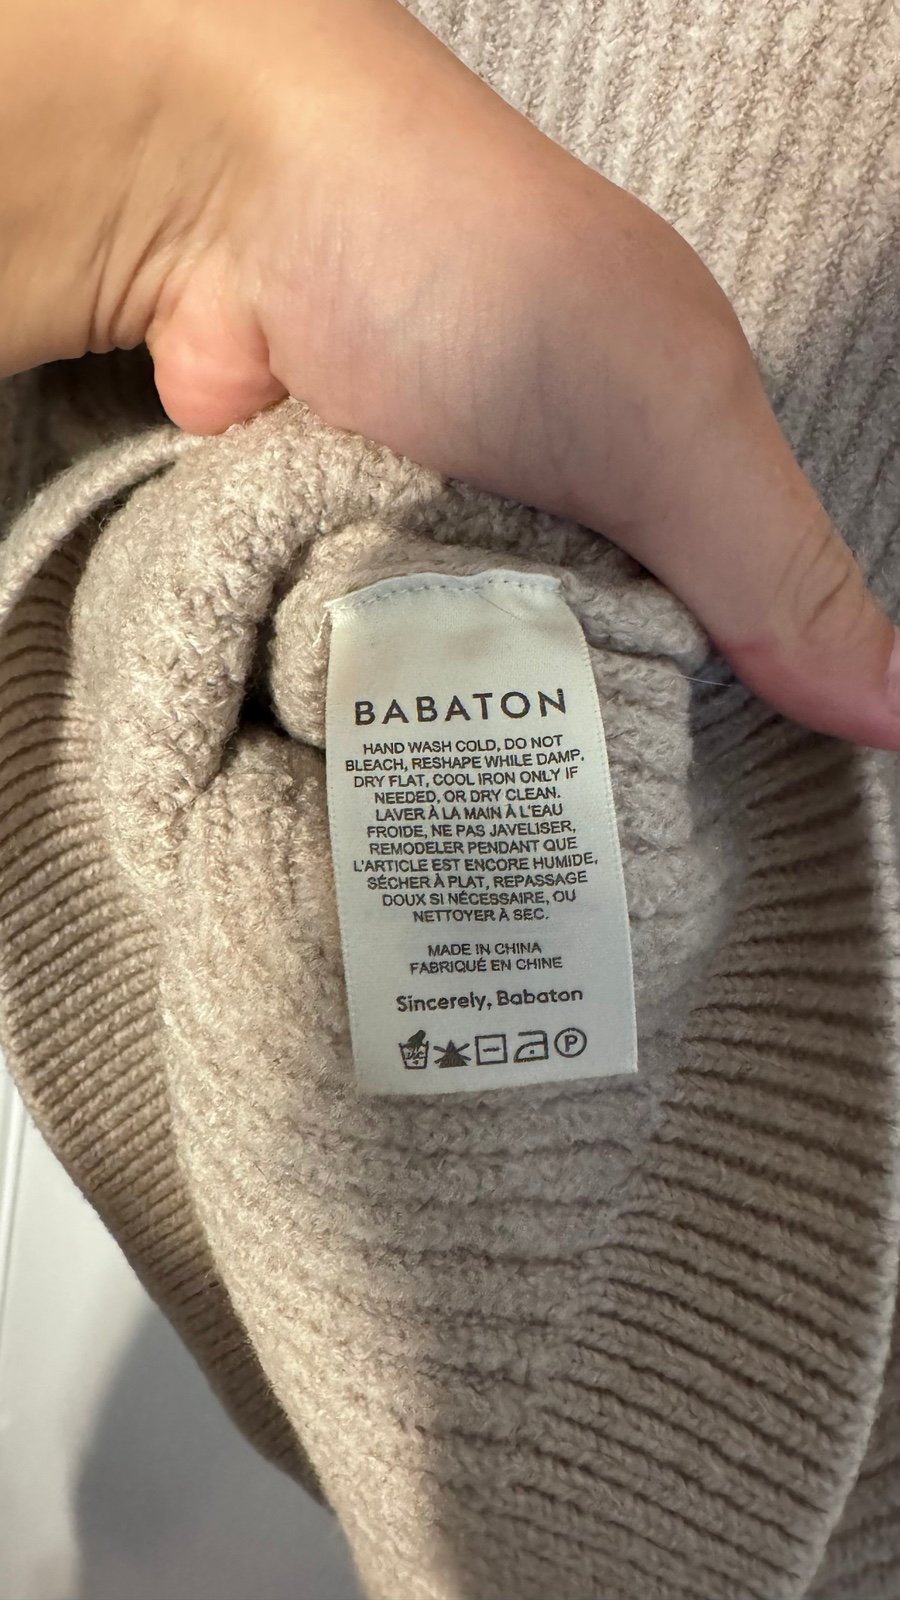 BABATON
HAND WASH COLD, DO NOT
BLEACH, RESHAPE WHILE DAMP.
DRY FLAT, COOL IRON ONLY IF
NEEDED, OR DRY CLEAN.
LAVER À LA MAIN À L'EAU
FROIDE, NE PAS JAVELISER,
REMODELER PENDANT QUE
L'ARTICLE EST ENCORE HUMIDE,
SÉCHER À PLAT, REPASSAGE
DOUX SI NÉCESSAIRE, OU
NETTOYER À SEC.
MADE IN CHINA
FABRIQUÉ EN CHINE
Sincerely, Babaton
P